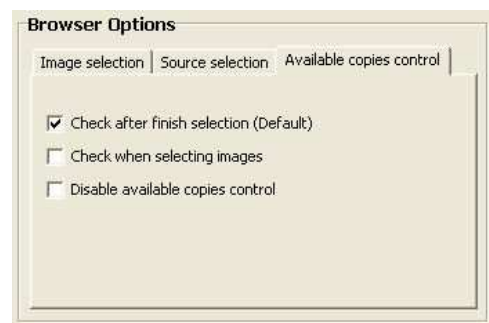 Browser Options
Image selection Source selection Available copies control
Check after finish selection (Default)
Check when selecting images
Disable available copies control